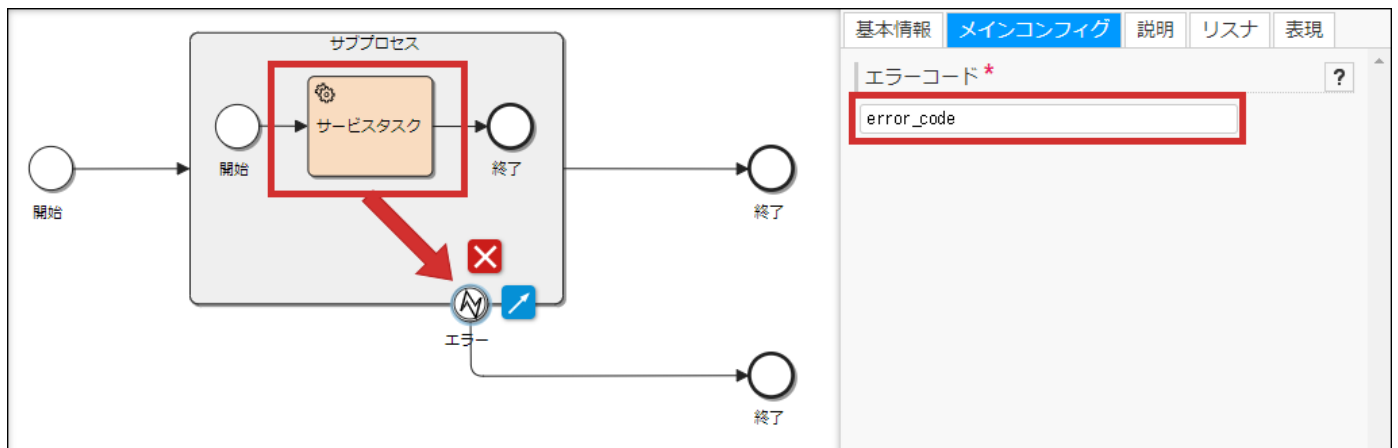 サブプロセス
サービスタスク
開始
終了
開始
終了
エラー
終了
基本情報
メインコンフィグ
説明
リスナ
表現
エラーコード*
?
error_code